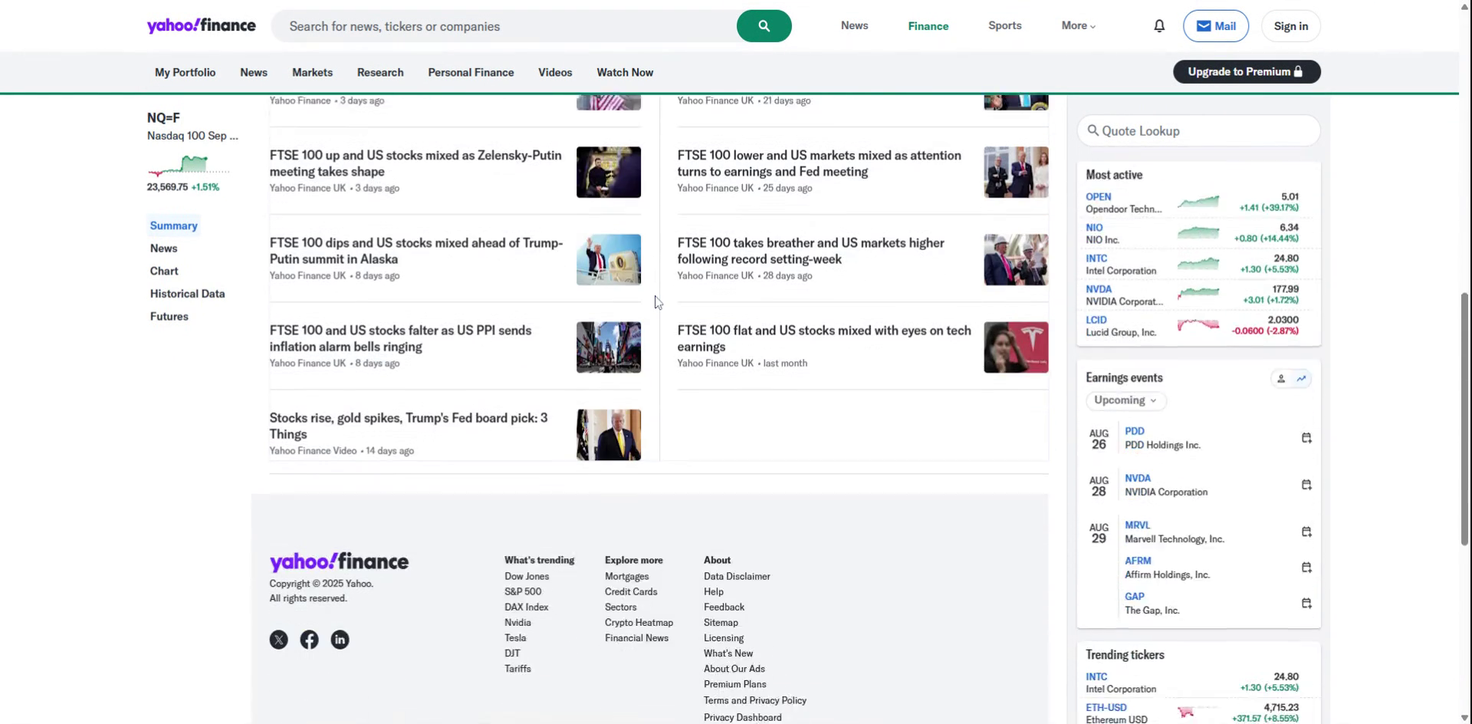 yahoo!finance
Search for news, tickers or companies
News
Finance
Sports
More
Mail
Sign in
My Portfolio
News
Markets
Research
Personal Finance
Videos
Watch Now
Upgrade to Premium
NQ=F
Nasdaq 100 Sep ...
23,569.75 +1.51%
Summary
News
Chart
Historical Data
Futures
Yahoo Finance • 3 days ago
FTSE 100 up and US stocks mixed as Zelensky-Putin
meeting takes shape
Yahoo Finance UK • 3 days ago
FTSE 100 dips and US stocks mixed ahead of Trump-
Putin summit in Alaska
Yahoo Finance UK • 8 days ago
FTSE 100 and US stocks falter as US PPI sends
inflation alarm bells ringing
Yahoo Finance UK • 8 days ago
Stocks rise, gold spikes, Trump's Fed board pick: 3
Things
Yahoo Finance Video • 14 days ago
Yahoo Finance UK • 21 days ago
FTSE 100 lower and US markets mixed as attention
turns to earnings and Fed meeting
Yahoo Finance UK • 25 days ago
FTSE 100 takes breather and US markets higher
following record setting-week
Yahoo Finance UK • 28 days ago
FTSE 100 flat and US stocks mixed with eyes on tech
earnings
Yahoo Finance UK • last month
Quote Lookup
Most active
OPEN 5.01
Opendoor Techn... +1.41 (+39.17%)
NIO 6.34
NIO Inc. +0.80 (+14.44%)
INTC 24.80
Intel Corporation +1.30 (+5.53%)
NVDA 177.99
NVIDIA Corporat... +3.01 (+1.72%)
LCID 2.0300
Lucid Group, Inc. -0.0600 (-2.87%)
Earnings events
Upcoming
AUG 26
PDD
PDD Holdings Inc.
AUG 28
NVDA
NVIDIA Corporation
AUG 29
MRVL
Marvell Technology, Inc.
AFRM
Affirm Holdings, Inc.
GAP
The Gap, Inc.
Trending tickers
INTC 24.80
Intel Corporation +1.30 (+5.53%)
ETH-USD 4,715.23
Ethereum USD +371.57 (+8.55%)
yahoo!finance
Copyright © 2025 Yahoo.
All rights reserved.
What's trending
Dow Jones
S&P 500
DAX Index
Nvidia
Tesla
DJT
Tariffs
Explore more
Mortgages
Credit Cards
Sectors
Crypto Heatmap
Financial News
About
Data Disclaimer
Help
Feedback
Sitemap
Licensing
What's New
About Our Ads
Premium Plans
Terms and Privacy Policy
Privacy Dashboard